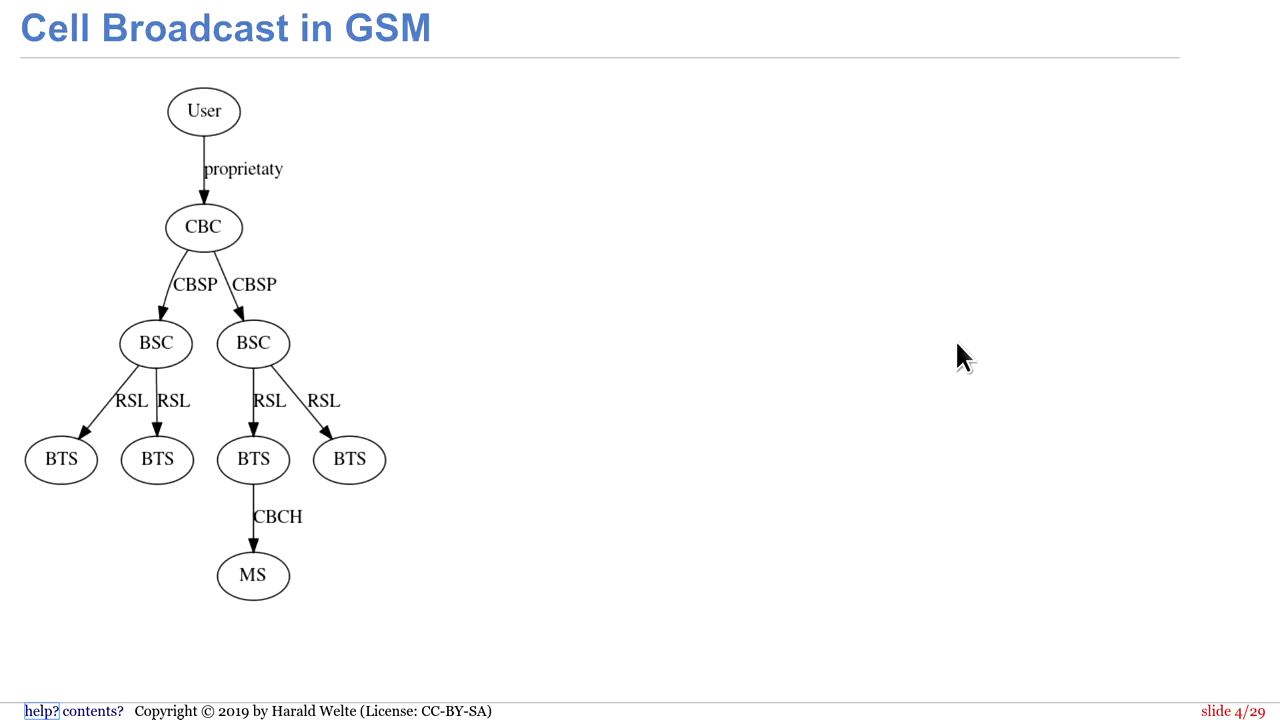 Cell Broadcast in GSM
User
proprietaty
CBC
CBSP CBSP
BSC BSC
RSL RSL RSL RSL
BTS BTS BTS BTS
CBCH
MS
help? contents? Copyright © 2019 by Harald Welte (License: CC-BY-SA) slide 4/29